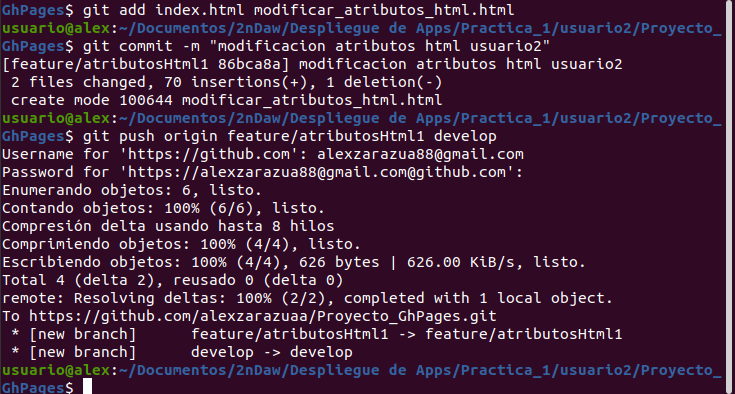 GhPages$ git add index.html modificar_atributos_html.html
usuario@alex:~/Documentos/2nDaw/Despliegue de Apps/Practica_1/usuario2/Proyecto_
GhPages$ git commit -m "modificacion atributos html usuario2"
[feature/atributosHtml1 86bca8a] modificacion atributos html usuario2
 2 files changed, 70 insertions(+), 1 deletion(-)
 create mode 100644 modificar_atributos_html.html
usuario@alex:~/Documentos/2nDaw/Despliegue de Apps/Practica_1/usuario2/Proyecto_
GhPages$ git push origin feature/atributosHtml1 develop
Username for 'https://github.com': alexzarazua88@gmail.com
Password for 'https://alexzarazua88@gmail.com@github.com':
Enumerando objetos: 6, listo.
Contando objetos: 100% (6/6), listo.
Compresión delta usando hasta 8 hilos
Comprimiendo objetos: 100% (4/4), listo.
Escribiendo objetos: 100% (4/4), 626 bytes | 626.00 KiB/s, listo.
Total 4 (delta 2), reusado 0 (delta 0)
remote: Resolving deltas: 100% (2/2), completed with 1 local object.
To https://github.com/alexzarazuaa/Proyecto_GhPages.git
 * [new branch]      feature/atributosHtml1 -> feature/atributosHtml1
 * [new branch]      develop -> develop
usuario@alex:~/Documentos/2nDaw/Despliegue de Apps/Practica_1/usuario2/Proyecto_
GhPages$